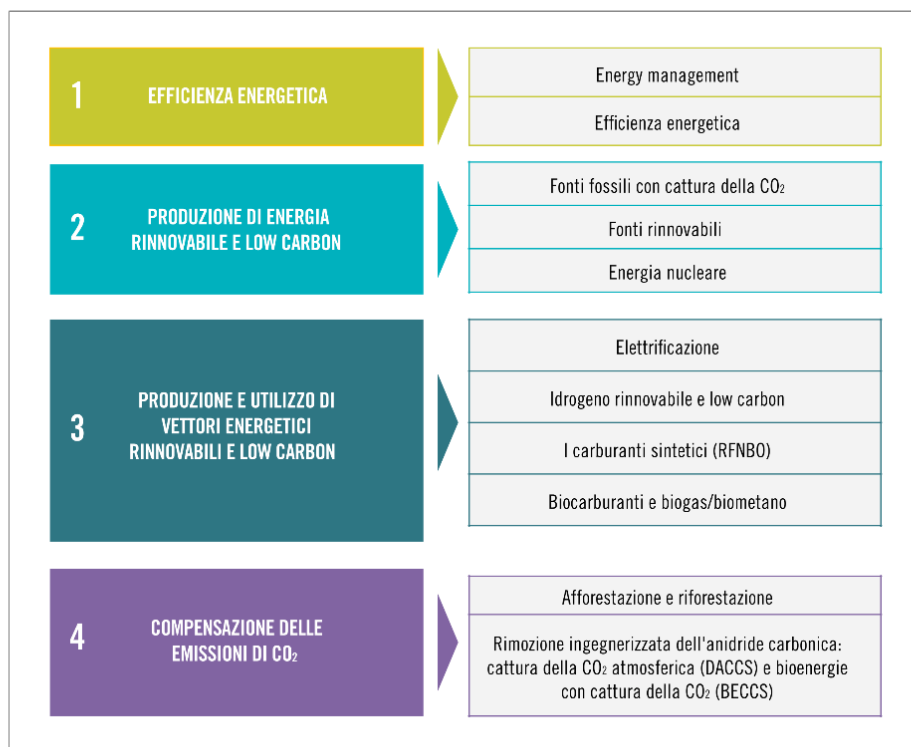 1
EFFICIENZA ENERGETICA
Energy management
Efficienza energetica
2
PRODUZIONE DI ENERGIA
RINNOVABILE E LOW CARBON
Fonti fossili con cattura della CO₂
Fonti rinnovabili
Energia nucleare
3
PRODUZIONE E UTILIZZO DI
VETTORI ENERGETICI
RINNOVABILI E LOW CARBON
Elettrificazione
Idrogeno rinnovabile e low carbon
I carburanti sintetici (RFNBO)
Biocarburanti e biogas/biometano
4
COMPENSAZIONE DELLE
EMISSIONI DI CO₂
Afforestazione e riforestazione
Rimozione ingegnerizzata dell'anidride carbonica:
cattura della CO₂ atmosferica (DACCS) e bioenergie
con cattura della CO₂ (BECCS)